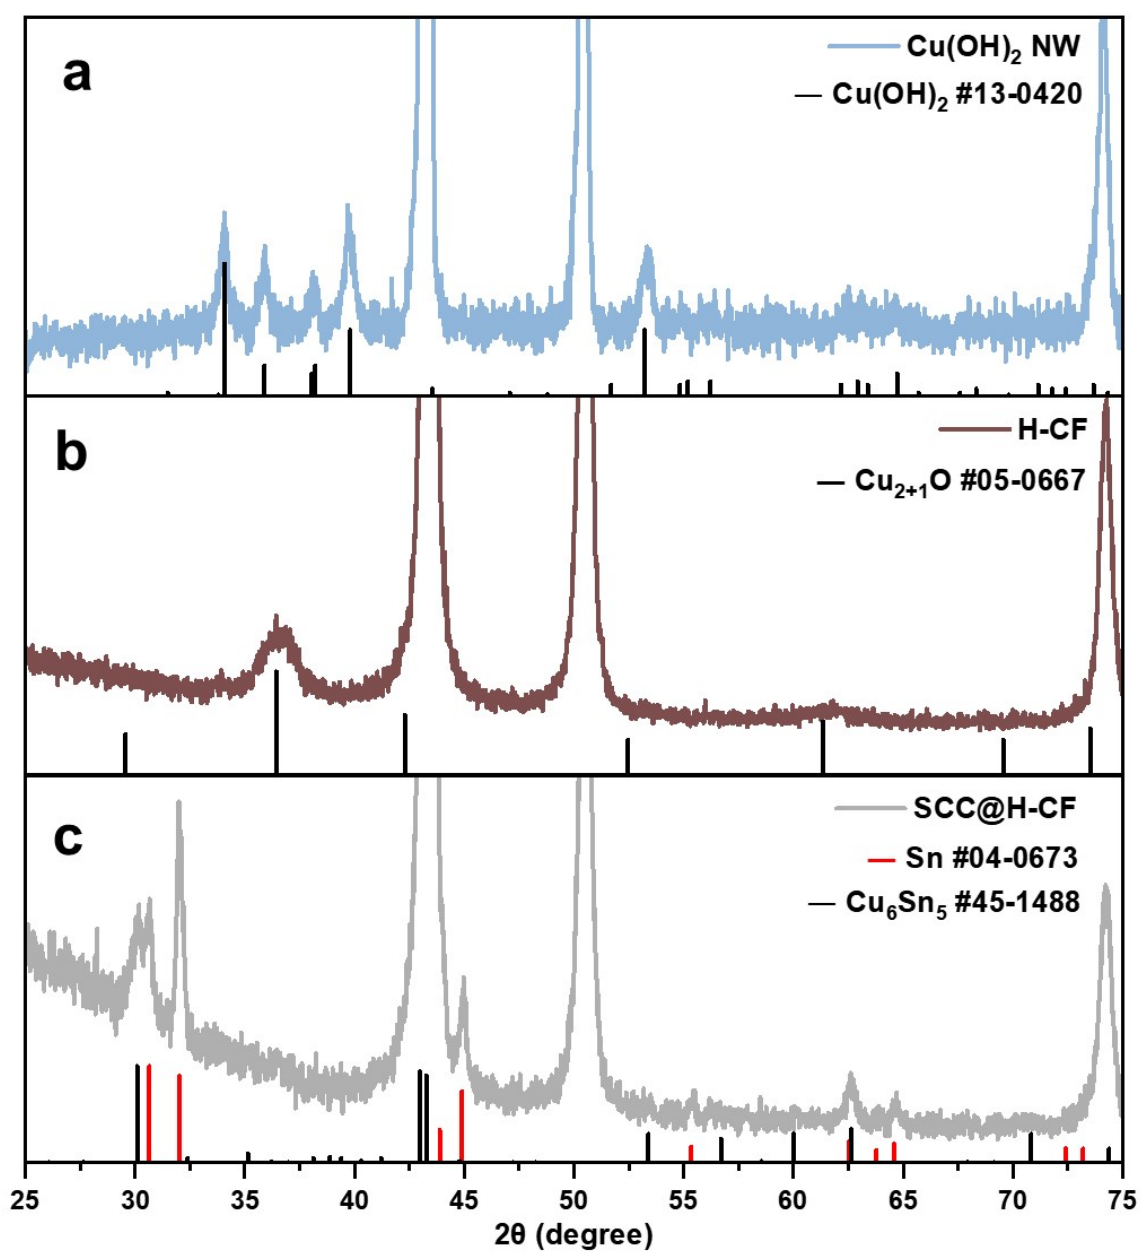 a
Cu(OH)₂ NW
Cu(OH)₂ #13-0420
b
H-CF
Cu₂₊₁O #05-0667
c
SCC@H-CF
Sn #04-0673
Cu₆Sn₅ #45-1488
25 30 35 40 45 50 55 60 65 70 75
2θ (degree)